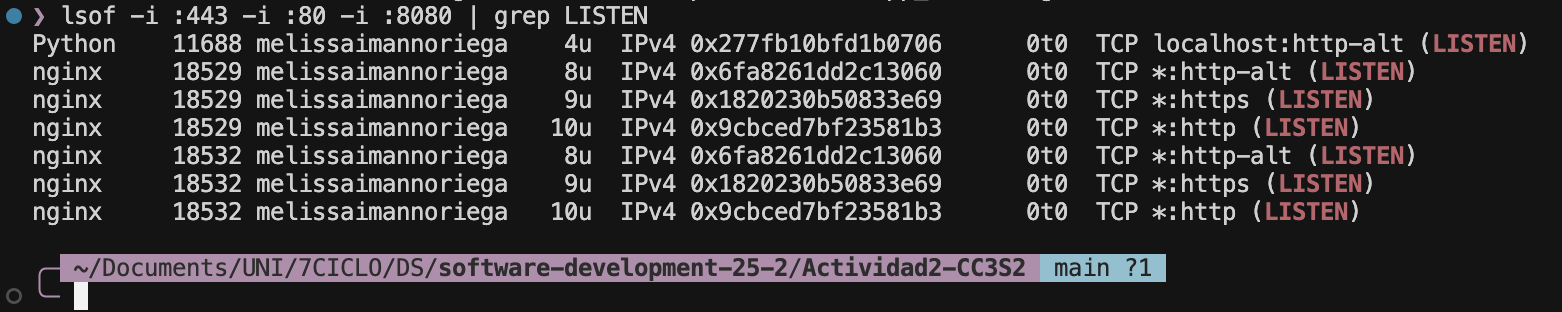 ❯ lsof -i :443 -i :80 -i :8080 | grep LISTEN
Python    11688 melissaimannoriega    4u  IPv4 0x277fb10bfd1b0706      0t0  TCP localhost:http-alt (LISTEN)
nginx     18529 melissaimannoriega    8u  IPv4 0x6fa8261dd2c13060      0t0  TCP *:http-alt (LISTEN)
nginx     18529 melissaimannoriega    9u  IPv4 0x1820230b50833e69      0t0  TCP *:https (LISTEN)
nginx     18529 melissaimannoriega   10u  IPv4 0x9cbced7bf23581b3      0t0  TCP *:http (LISTEN)
nginx     18532 melissaimannoriega    8u  IPv4 0x6fa8261dd2c13060      0t0  TCP *:http-alt (LISTEN)
nginx     18532 melissaimannoriega    9u  IPv4 0x1820230b50833e69      0t0  TCP *:https (LISTEN)
nginx     18532 melissaimannoriega   10u  IPv4 0x9cbced7bf23581b3      0t0  TCP *:http (LISTEN)
~/Documents/UNI/7CICLO/DS/software-development-25-2/Actividad2-CC3S2  main ?1